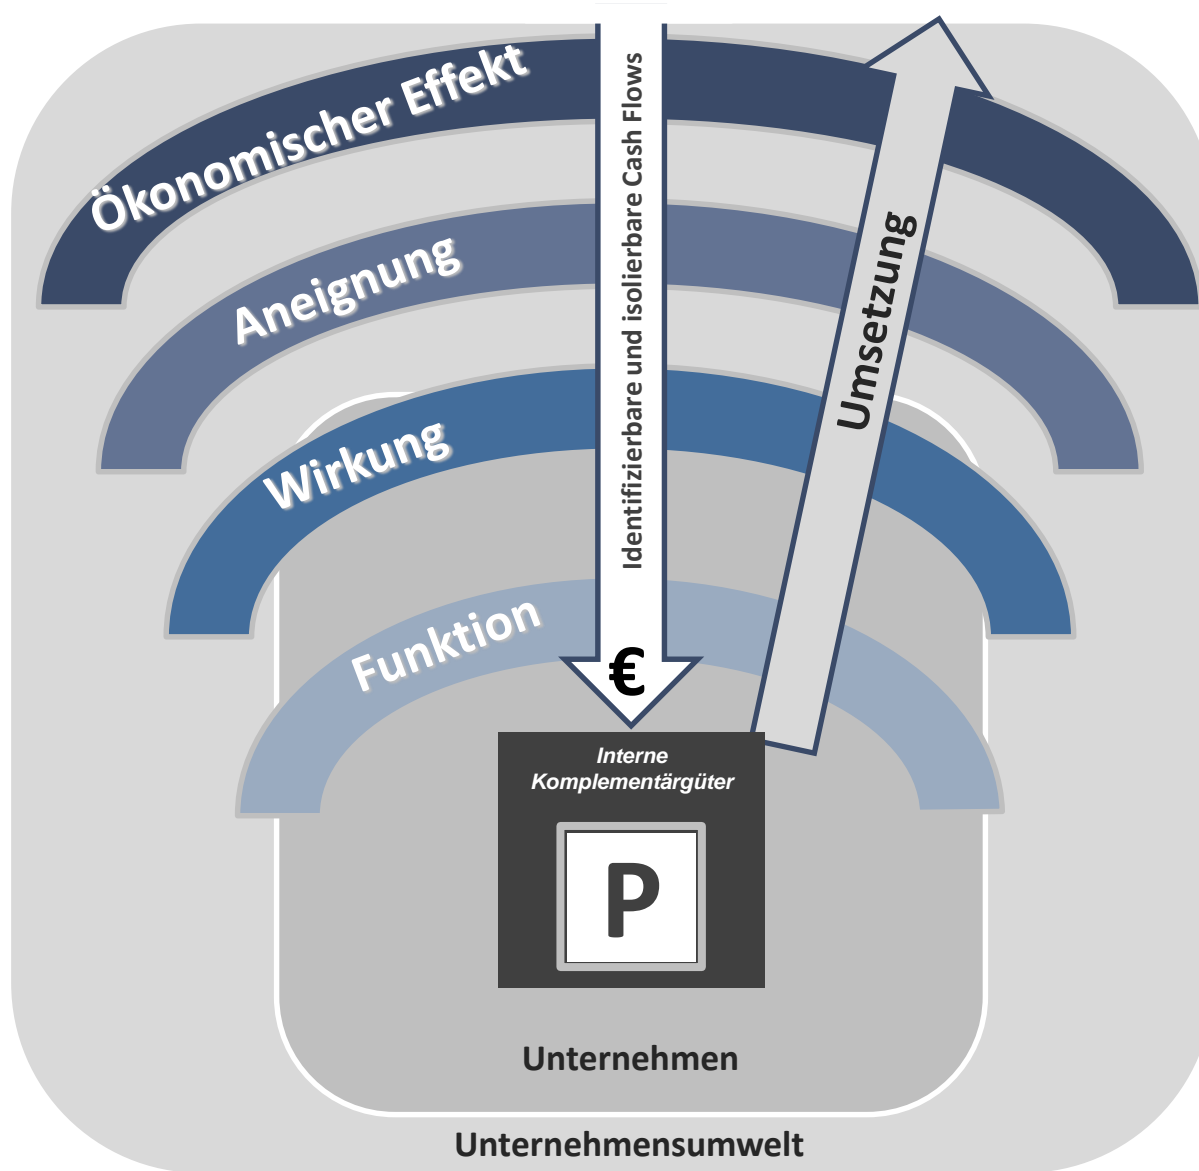 Ökonomischer Effekt
Aneignung
Wirkung
Funktion
Identifizierbare und isolierbare Cash Flows
€
Umsetzung
Interne
Komplementärgüter
P
Unternehmen
Unternehmensumwelt